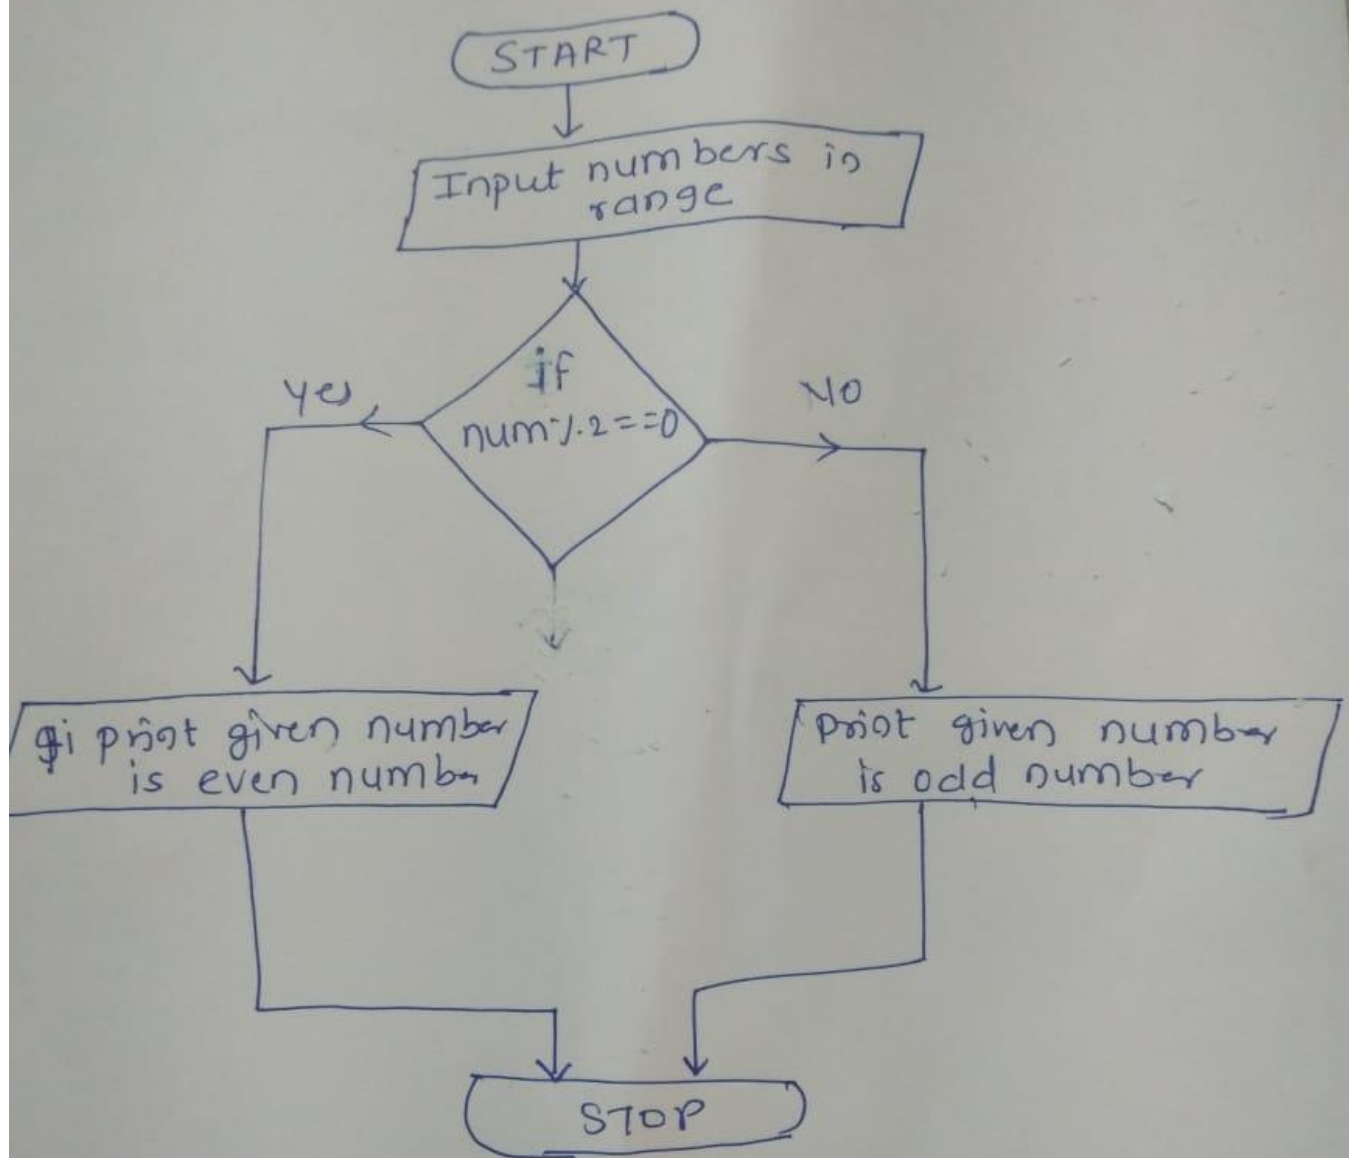 START
Input numbers in
range
if
num%2==0
Yes
NO
print given number
is even number
print given number
is odd number
STOP